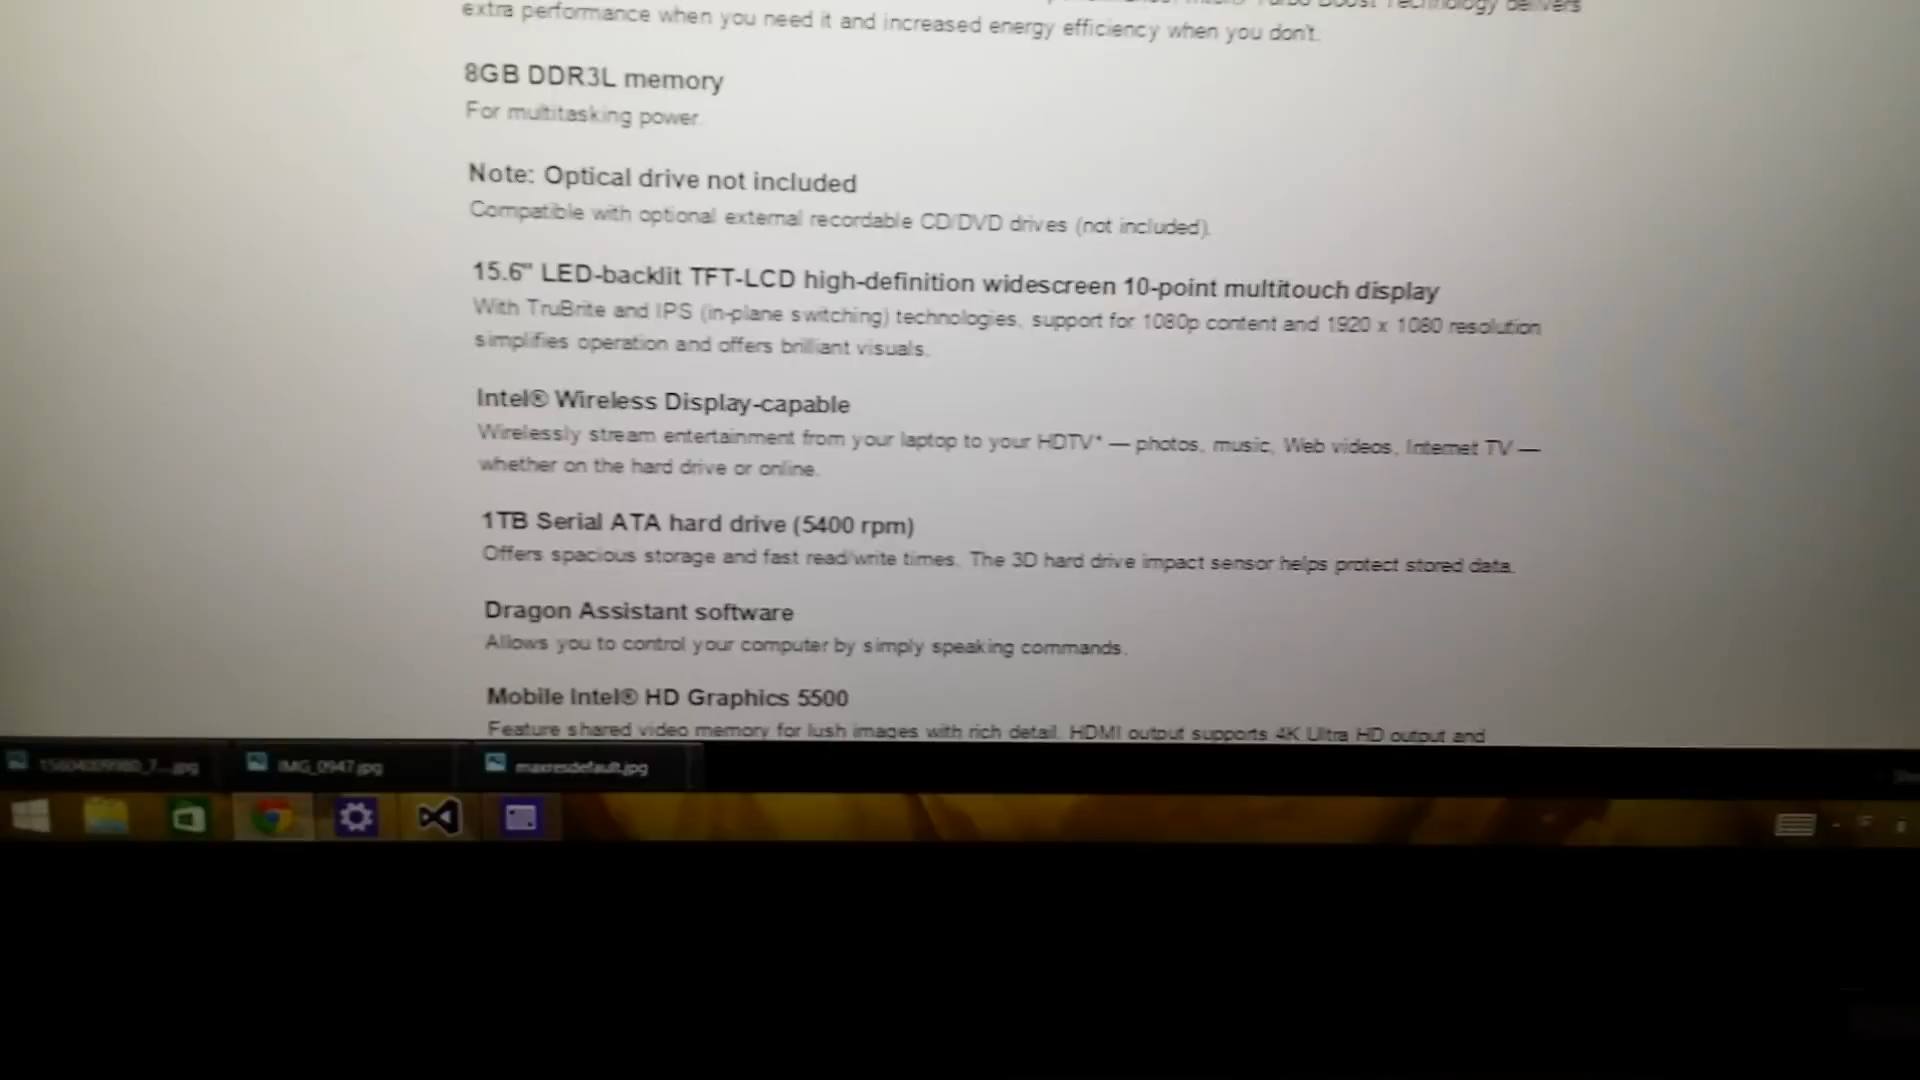 Turbo Boost Technology delivers
extra performance when you need it and increased energy efficiency when you don't.
8GB DDR3L memory
For multitasking power.
Note: Optical drive not included
Compatible with optional external recordable CD/DVD drives (not included).
15.6" LED-backlit TFT-LCD high-definition widescreen 10-point multitouch display
With TruBrite and IPS (in-plane switching) technologies, support for 1080p content and 1920 x 1080 resolution
simplifies operation and offers brilliant visuals.
Intel® Wireless Display-capable
Wirelessly stream entertainment from your laptop to your HDTV* — photos, music, Web videos, Internet TV —
whether on the hard drive or online.
1TB Serial ATA hard drive (5400 rpm)
Offers spacious storage and fast read/write times. The 3D hard drive impact sensor helps protect stored data.
Dragon Assistant software
Allows you to control your computer by simply speaking commands.
Mobile Intel® HD Graphics 5500
Feature shared video memory for lush images with rich detail. HDMI output supports 4K Ultra HD output and
IMG_0947.jpg
maxresdefault.jpg